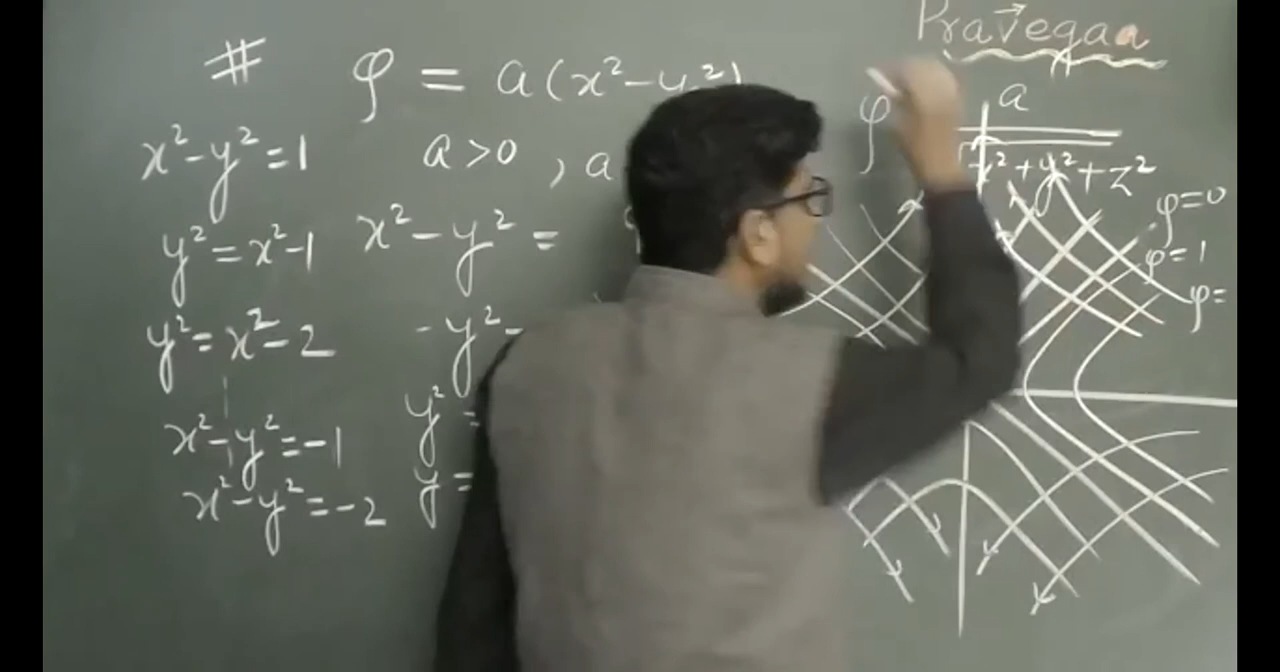 Pravegaa
# φ = a(x²-y²)
x²-y²=1
a>0, a
φ a
x²+y²+z²
y²=x²-1
x²-y²=
φ=0
φ=1
φ=
y²=x²-2
-y²
x²-y²=-1
y²=
x²-y²=-2
y=